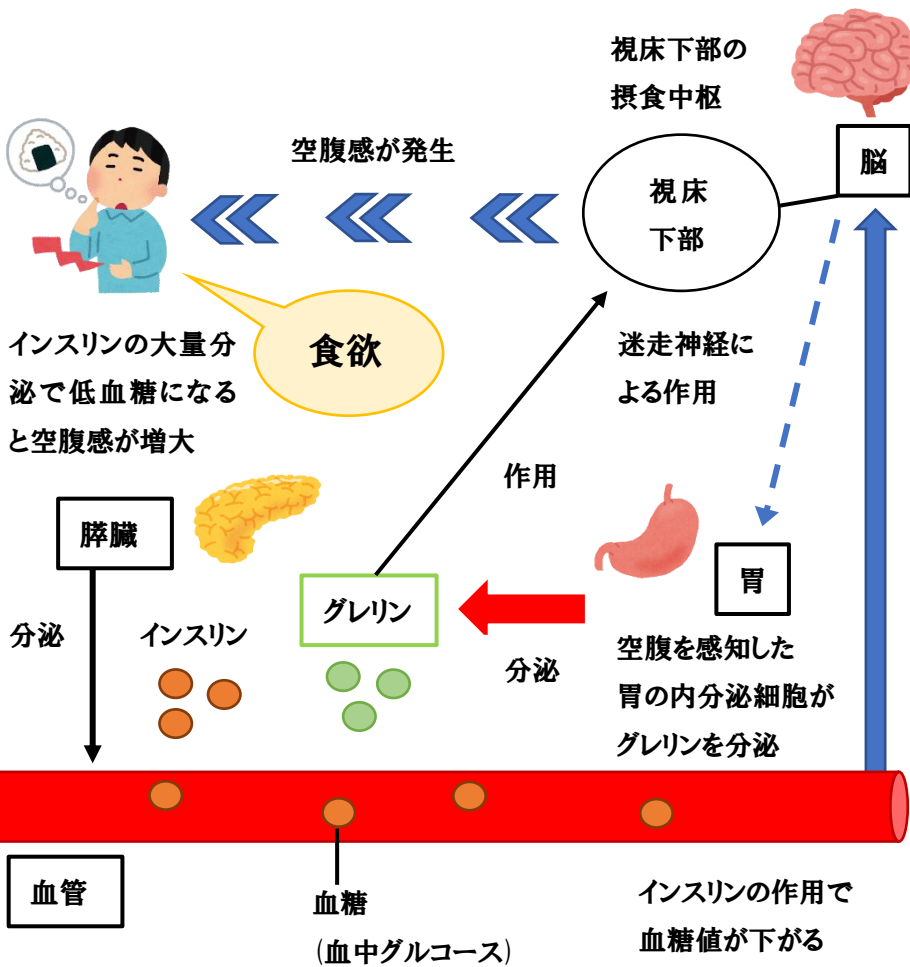 視床下部の
摂食中枢
脳
空腹感が発生
視床
下部
食欲
インスリンの大量分
泌で低血糖になる
と空腹感が増大
迷走神経に
よる作用
作用
膵臓
胃
グレリン
分泌
インスリン
分泌
空腹を感知した
胃の内分泌細胞が
グレリンを分泌
血管
血糖
(血中グルコース)
インスリンの作用で
血糖値が下がる